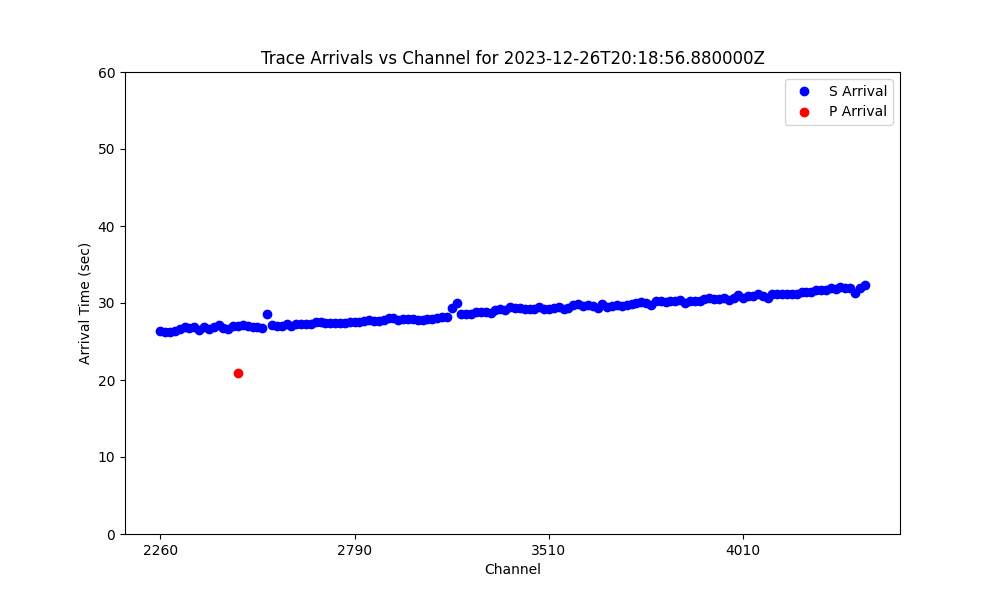 Trace Arrivals vs Channel for 2023-12-26T20:18:56.880000Z
S Arrival
P Arrival
60
50
40
30
20
10
0
Arrival Time (sec)
2260 2790 3510 4010
Channel